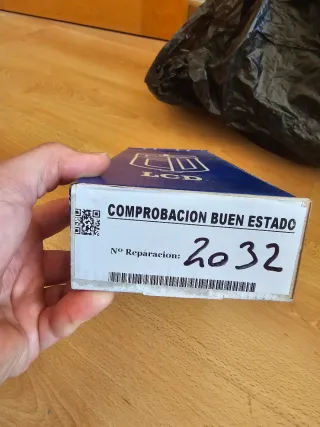 LCD
COMPROBACION BUEN ESTADO
Nº Reparacion: 2032